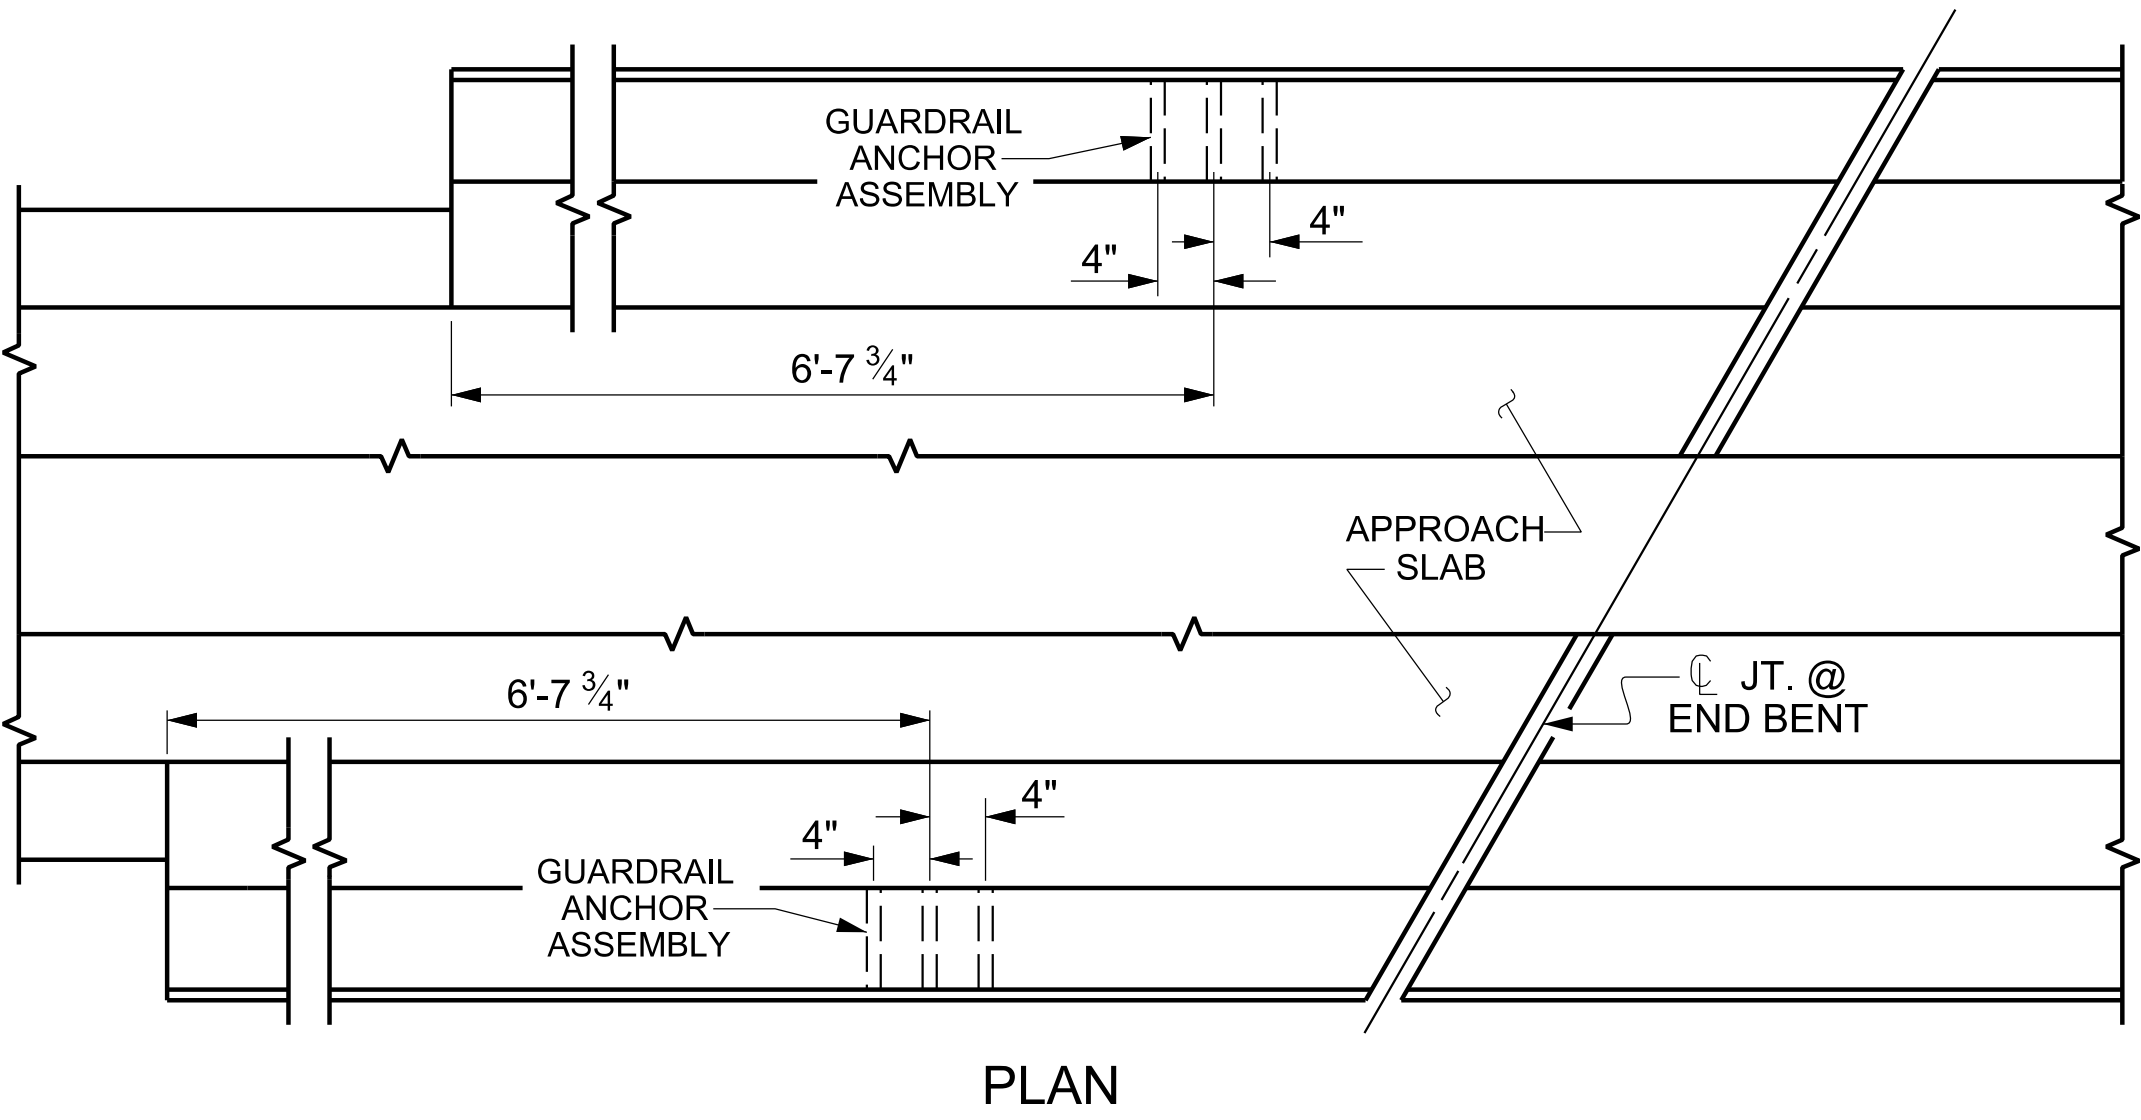 GUARDRAIL
ANCHOR
ASSEMBLY
4"
4"
6'-7 3/4"
APPROACH
SLAB
6'-7 3/4"
℄ JT. @
END BENT
4"
4"
GUARDRAIL
ANCHOR
ASSEMBLY
PLAN